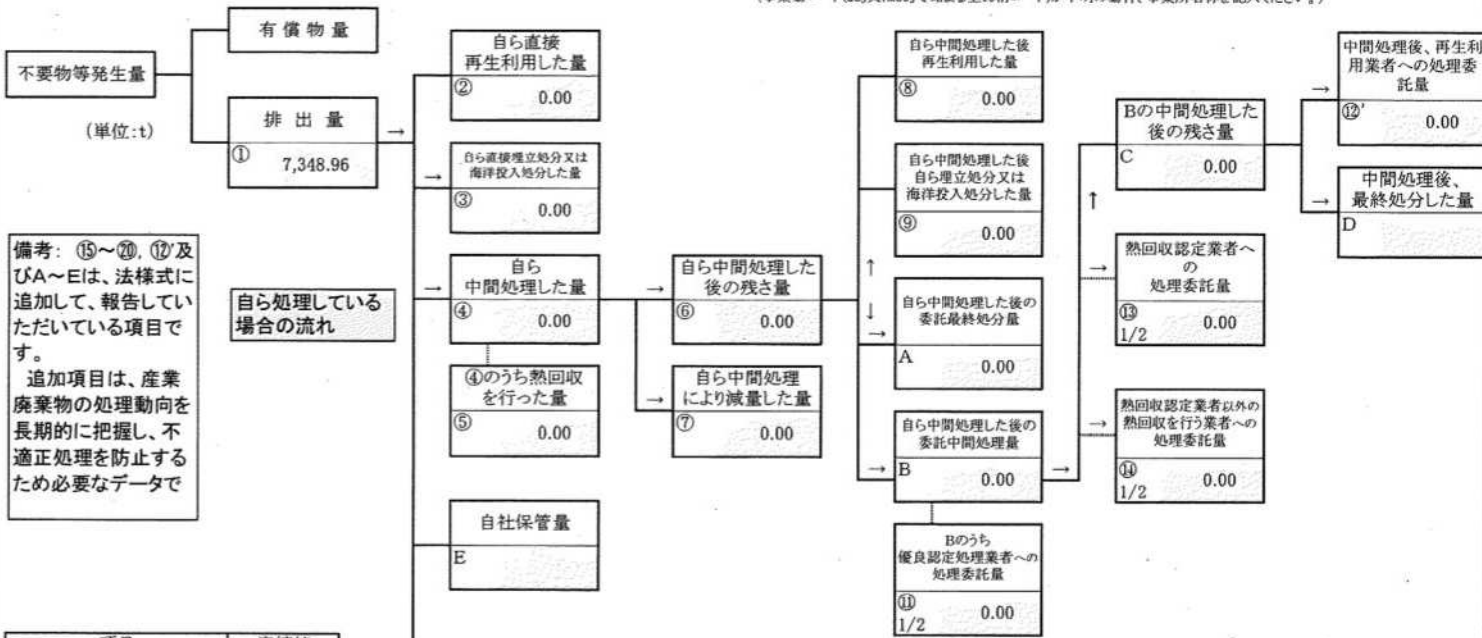 有償物量
不要物等発生量
(単位:t)
排出量
→
①
7,348.96
備考: ⑮～⑳, ⑫'及
びA～Eは、法様式に
追加して、報告してい
ただいている項目で
す。
追加項目は、産業
廃棄物の処理動向を
長期的に把握し、不
適正処理を防止する
ため必要なデータで
自ら処理している
場合の流れ
自ら直接
再生利用した量
②
0.00
→
自ら直接埋立処分又は
海洋投入処分した量
③
0.00
→
自ら
中間処理した量
④
0.00
④のうち熱回収
を行った量
⑤
0.00
自社保管量
E
→
自ら中間処理した
後の残さ量
⑥
0.00
→
自ら中間処理
により減量した量
⑦
0.00
自ら中間処理した後
再生利用した量
⑧
0.00
自ら中間処理した後
自ら埋立処分又は
海洋投入処分した量
⑨
0.00
↑
↓
→
自ら中間処理した後の
委託最終処分量
A
0.00
→
自ら中間処理した後の
委託中間処理量
B
0.00
→
Bのうち
優良認定処理業者への
処理委託量
⑪
1/2
0.00
Bの中間処理した
後の残さ量
C
0.00
↑
→
熱回収認定業者へ
の
処理委託量
⑬
1/2
0.00
→
熱回収認定業者以外の
熱回収を行う業者への
処理委託量
⑭
1/2
0.00
→
中間処理後、再生利
用業者への処理委
託量
⑫'
0.00
→
中間処理後、
最終処分した量
D